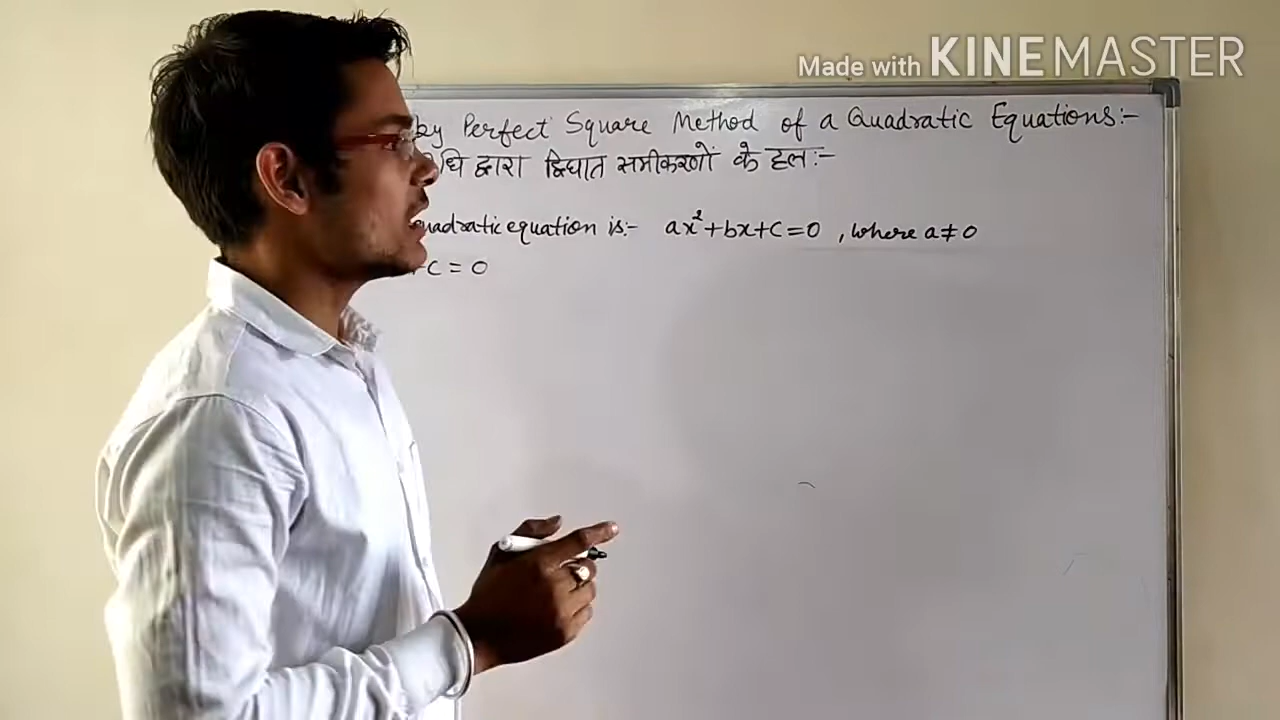 Made with KINEMASTER
by Perfect Square Method of a Quadratic Equations:-
द्वारा द्विघात समीकरणों के हल:-
quadratic equation is:- ax²+bx+c=0 , where a≠0
+c = 0